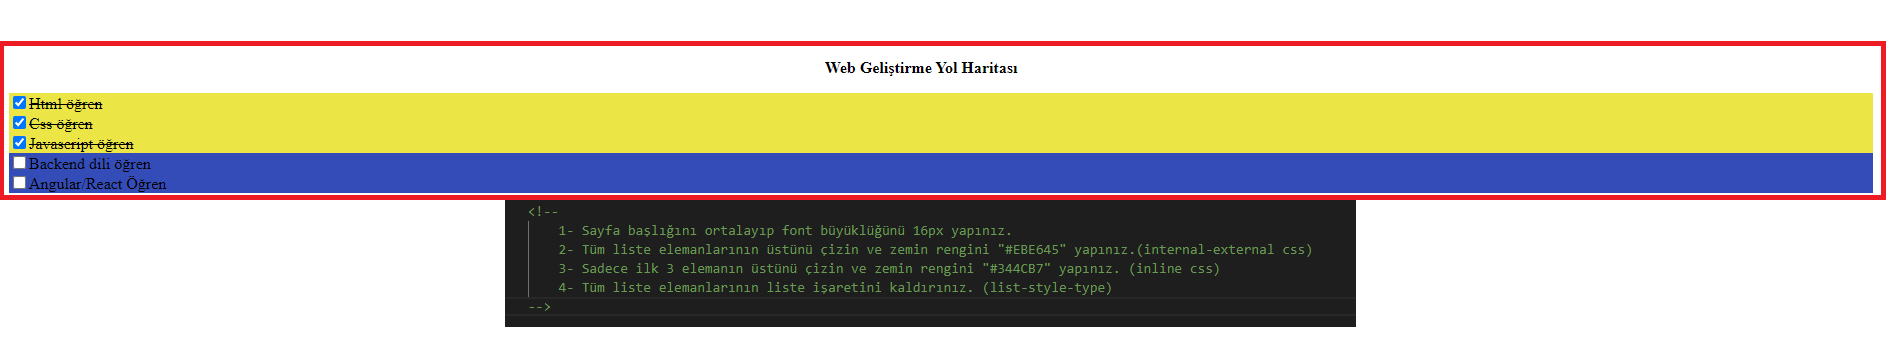 Web Geliştirme Yol Haritası
Html öğren
Css öğren
Javascript öğren
Backend dili öğren
Angular/React Öğren
<!--
1- Sayfa başlığını ortalayıp font büyüklüğünü 16px yapınız.
2- Tüm liste elemanlarının üstünü çizin ve zemin rengini "#EBE645" yapınız.(internal-external css)
3- Sadece ilk 3 elemanın üstünü çizin ve zemin rengini "#344CB7" yapınız. (inline css)
4- Tüm liste elemanlarının liste işaretini kaldırınız. (list-style-type)
-->